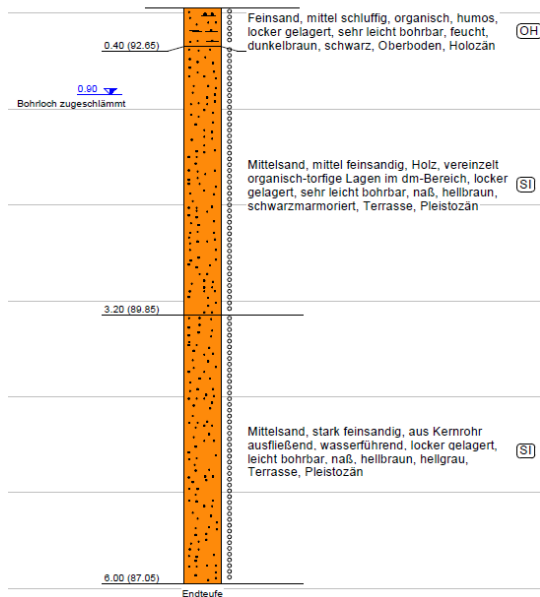 Feinsand, mittel schluffig, organisch, humos,
locker gelagert, sehr leicht bohrbar, feucht,
dunkelbraun, schwarz, Oberboden, Holozän
OH
0.40 (92.65)
0.90
Bohrloch zugeschlämmt
Mittelsand, mittel feinsandig, Holz, vereinzelt
organisch-torfige Lagen im dm-Bereich, locker
gelagert, sehr leicht bohrbar, naß, hellbraun,
schwarzmarmoriert, Terrasse, Pleistozän
SI
3.20 (89.85)
Mittelsand, stark feinsandig, aus Kernrohr
ausfließend, wasserführend, locker gelagert,
leicht bohrbar, naß, hellbraun, hellgrau,
Terrasse, Pleistozän
SI
6.00 (87.05)
Endteufe